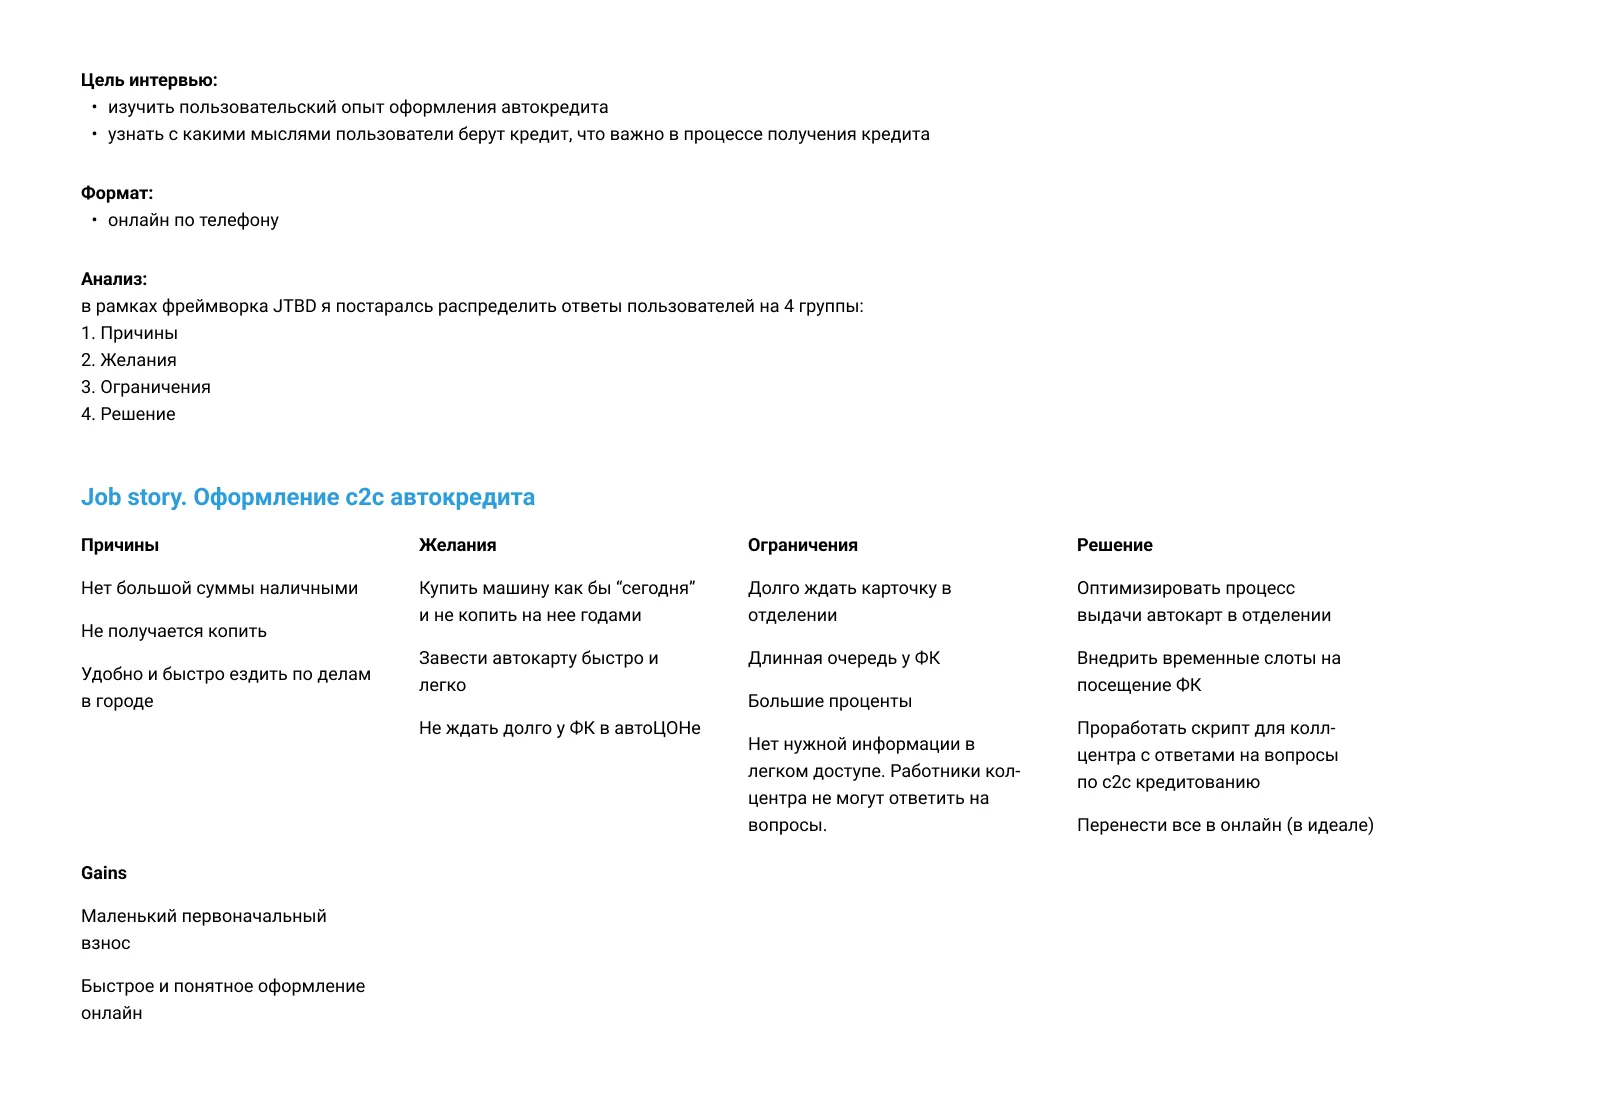 Цель интервью:
• изучить пользовательский опыт оформления автокредита
• узнать с какими мыслями пользователи берут кредит, что важно в процессе получения кредита
Формат:
• онлайн по телефону
Анализ:
в рамках фреймворка JTBD я постаралсь распределить ответы пользователей на 4 группы:
1. Причины
2. Желания
3. Ограничения
4. Решение
Job story. Оформление c2c автокредита
Причины
Нет большой суммы наличными
Не получается копить
Удобно и быстро ездить по делам
в городе
Желания
Купить машину как бы “сегодня”
и не копить на нее годами
Завести автокарту быстро и
легко
Не ждать долго у ФК в автоЦОНе
Ограничения
Долго ждать карточку в
отделении
Длинная очередь у ФК
Большие проценты
Нет нужной информации в
легком доступе. Работники кол-
центра не могут ответить на
вопросы.
Решение
Оптимизировать процесс
выдачи автокарт в отделении
Внедрить временные слоты на
посещение ФК
Проработать скрипт для колл-
центра с ответами на вопросы
по c2c кредитованию
Перенести все в онлайн (в идеале)
Gains
Маленький первоначальный
взнос
Быстрое и понятное оформление
онлайн